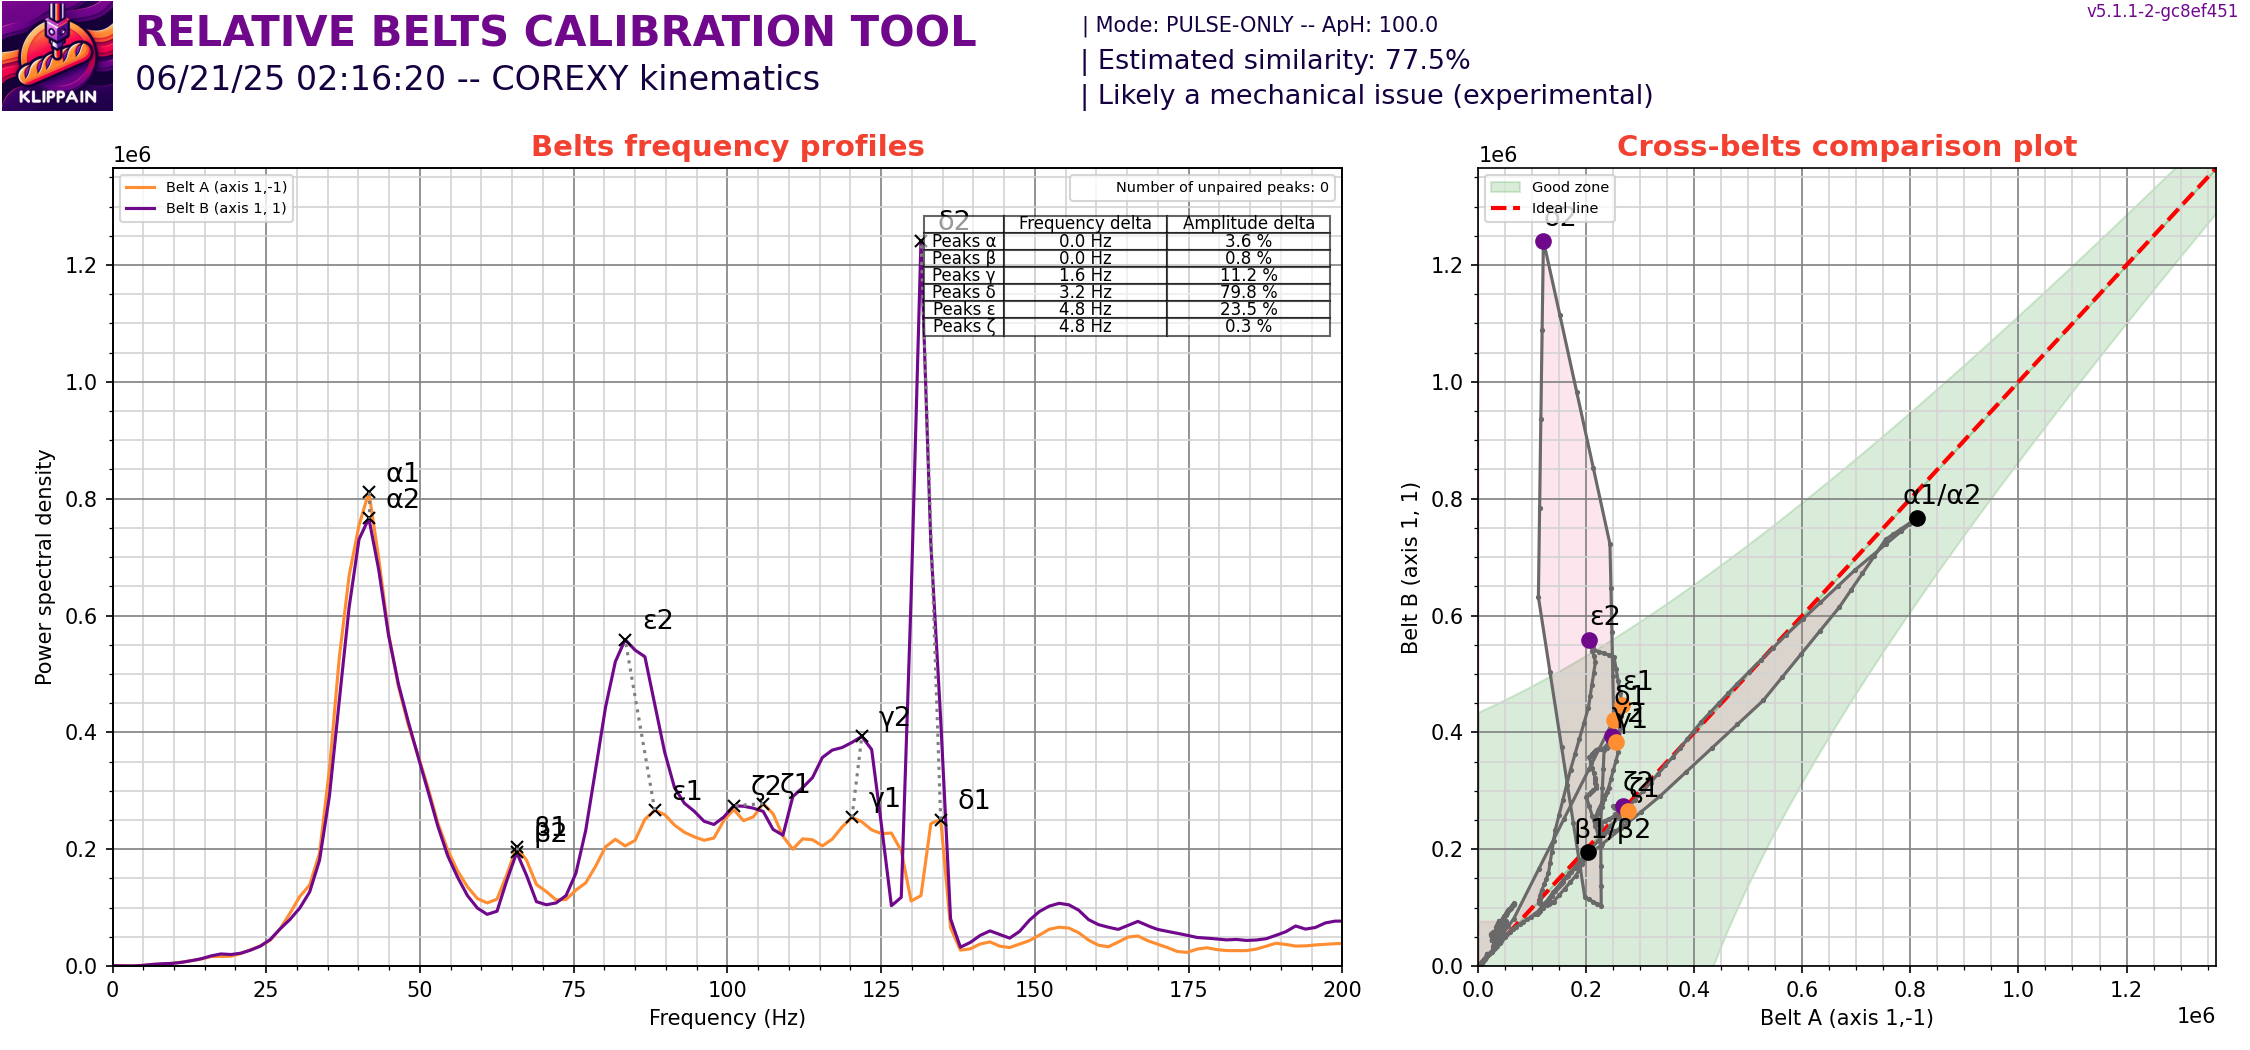 KLIPPAIN
RELATIVE BELTS CALIBRATION TOOL
06/21/25 02:16:20 -- COREXY kinematics
| Mode: PULSE-ONLY -- ApH: 100.0
| Estimated similarity: 77.5%
| Likely a mechanical issue (experimental)
v5.1.1-2-gc8ef451
Belts frequency profiles
1e6
Belt A (axis 1,-1)
Belt B (axis 1, 1)
Number of unpaired peaks: 0
Frequency delta Amplitude delta
Peaks α 0.0 Hz 3.6 %
Peaks β 0.0 Hz 0.8 %
Peaks γ 1.6 Hz 11.2 %
Peaks δ 3.2 Hz 79.8 %
Peaks ε 4.8 Hz 23.5 %
Peaks ζ 4.8 Hz 0.3 %
δ2
α1
α2
ε2
γ2
ε1
ζ2
ζ1
γ1
δ1
β1
β2
Power spectral density
1.2
1.0
0.8
0.6
0.4
0.2
0.0
0 25 50 75 100 125 150 175 200
Frequency (Hz)
Cross-belts comparison plot
1e6
Good zone
Ideal line
δ2
α1/α2
ε2
ε1
δ1
γ2
γ1
ζ2
ζ1
β1/β2
Belt B (axis 1, 1)
1.2
1.0
0.8
0.6
0.4
0.2
0.0
0.0 0.2 0.4 0.6 0.8 1.0 1.2
Belt A (axis 1,-1)
1e6